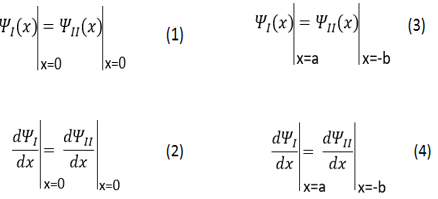 Ψ_I(x)|x=0 = Ψ_II(x)|x=0 (1)
Ψ_I(x)|x=a = Ψ_II(x)|x=-b (3)
dΨ_I/dx|x=0 = dΨ_II/dx|x=0 (2)
dΨ_I/dx|x=a = dΨ_II/dx|x=-b (4)